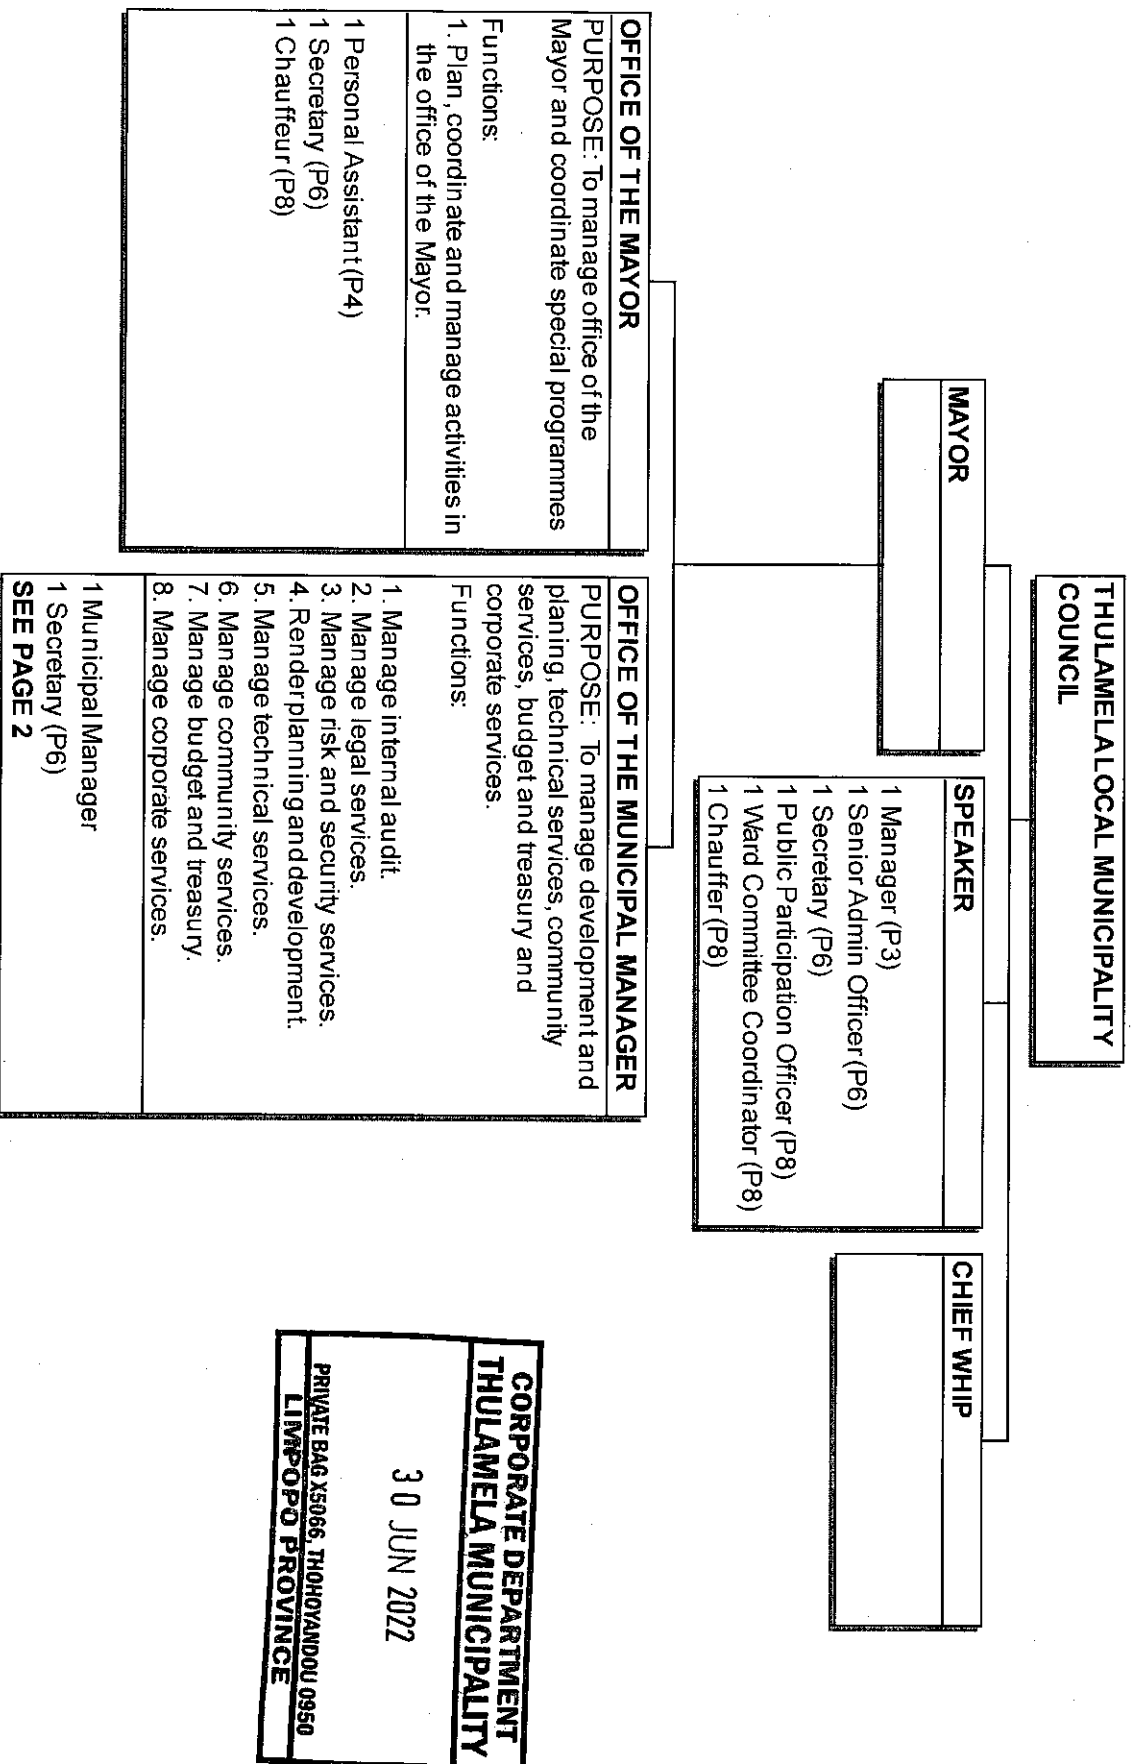 THULAMELA LOCAL MUNICIPALITY
COUNCIL
MAYOR
SPEAKER
1 Manager (P3)
1 Senior Admin Officer (P6)
1 Secretary (P6)
1 Public Participation Officer (P8)
1 Ward Committee Coordinator (P8)
1 Chauffer (P8)
CHIEF WHIP
OFFICE OF THE MAYOR
PURPOSE: To manage office of the
Mayor and coordinate special programmes
Functions:
1. Plan, coordinate and manage activities in
the office of the Mayor.
1 Personal Assistant (P4)
1 Secretary (P6)
1 Chauffeur (P8)
OFFICE OF THE MUNICIPAL MANAGER
PURPOSE: To manage development and
planing, technical services, community
services, budget and treasury and
corporate services.
Functions:
1. Manage internal audit.
2. Manage legal services.
3. Manage risk and security services.
4. Render planning and development.
5. Manage technical services.
6. Manage community services.
7. Manage budget and treasury.
8. Manage corporate services.
1 Municipal Manager
1 Secretary (P6)
SEE PAGE 2
CORPORATE DEPARTMENT
THULAMELA MUNICIPALITY
30 JUN 2022
PRIVATE BAG X5066, THOHOYANDOU 0950
LIMPOPO PROVINCE